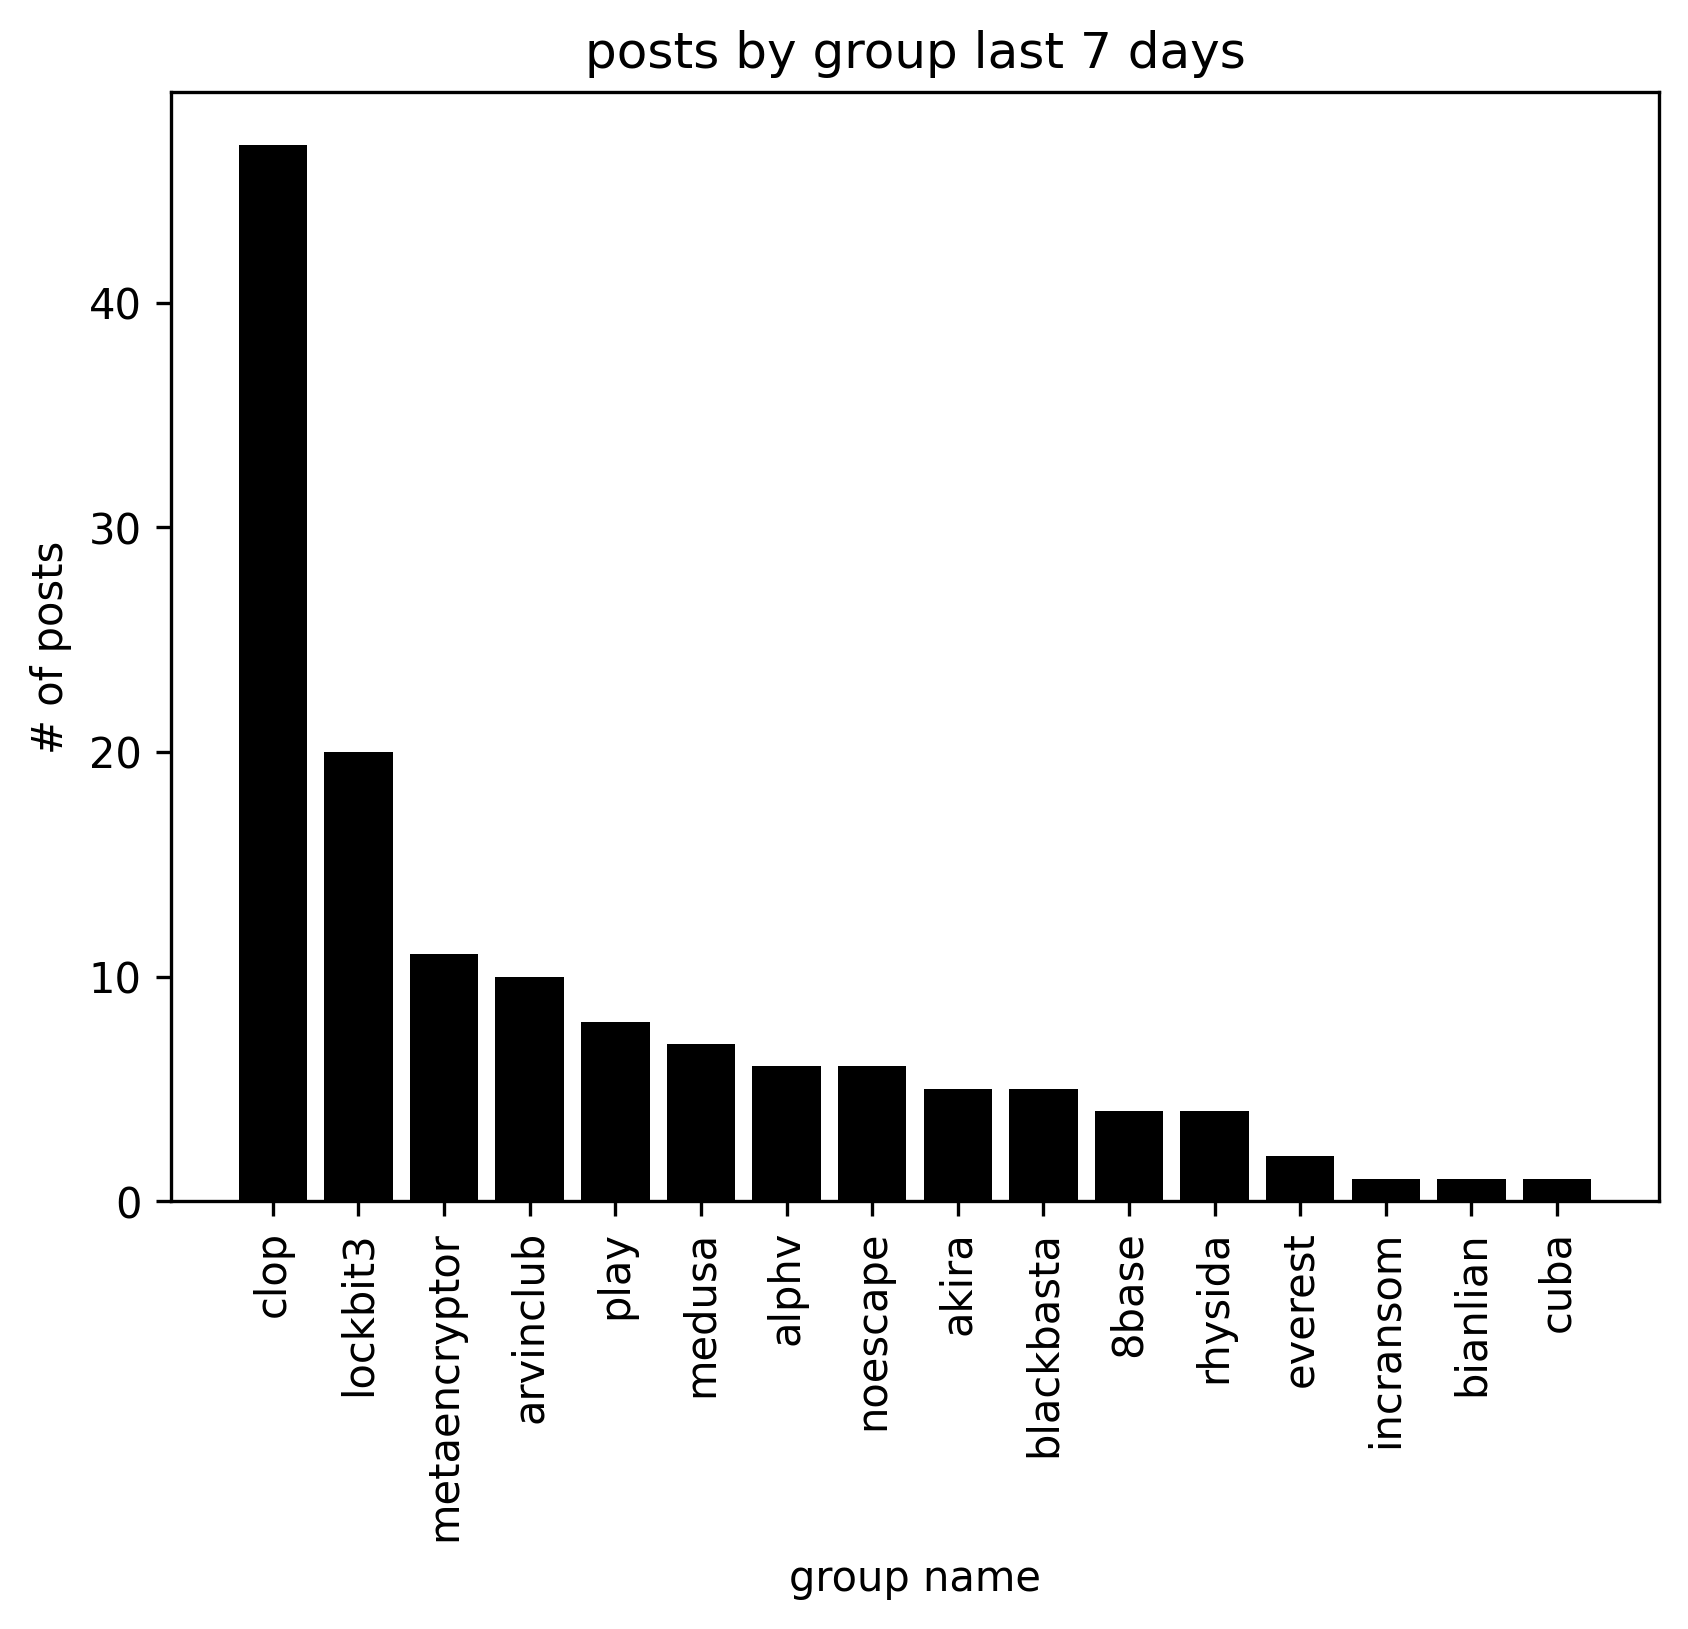 posts by group last 7 days
# of posts
40
30
20
10
0
clop
lockbit3
metaencryptor
arvinclub
play
medusa
alphv
noescape
akira
blackbasta
8base
rhysida
everest
incransom
bianlian
cuba
group name